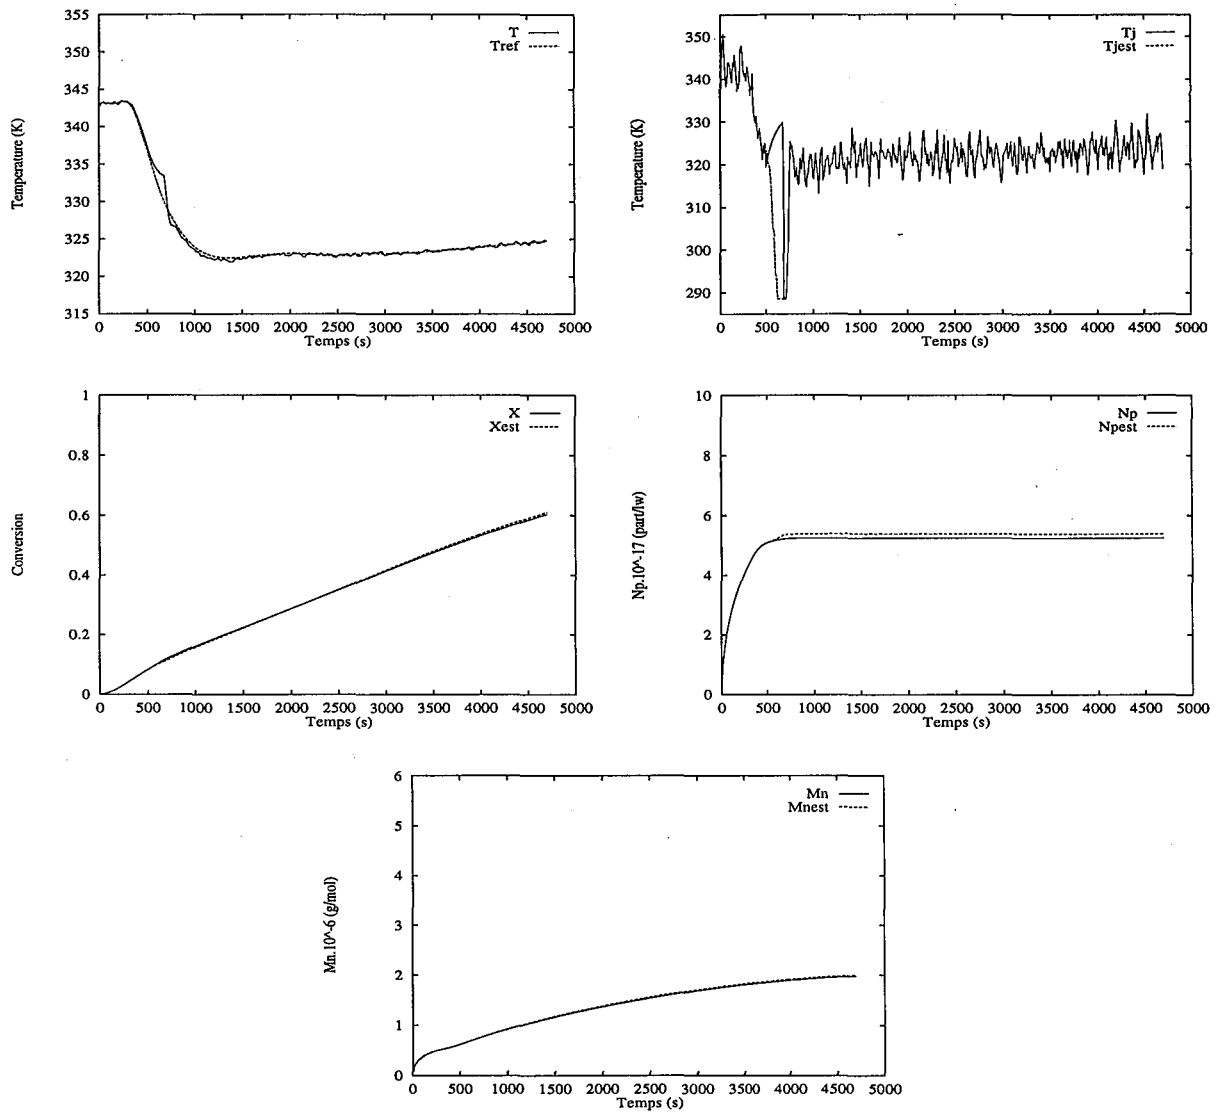 355
350
345
340
335
330
325
320
315
Temperature (K)
T
Tref
0 500 1000 1500 2000 2500 3000 3500 4000 4500 5000
Temps (s)
350
340
330
320
310
300
290
Temperature (K)
Tj
Tjest
0 500 1000 1500 2000 2500 3000 3500 4000 4500 5000
Temps (s)
1
0.8
0.6
0.4
0.2
0
Conversion
X
Xest
0 500 1000 1500 2000 2500 3000 3500 4000 4500 5000
Temps (s)
10
8
6
4
2
0
Np.10^-17 (part/lw)
Np
Npest
0 500 1000 1500 2000 2500 3000 3500 4000 4500 5000
Temps (s)
6
5
4
3
2
1
0
Mn.10^-6 (g/mol)
Mn
Mnest
0 500 1000 1500 2000 2500 3000 3500 4000 4500 5000
Temps (s)